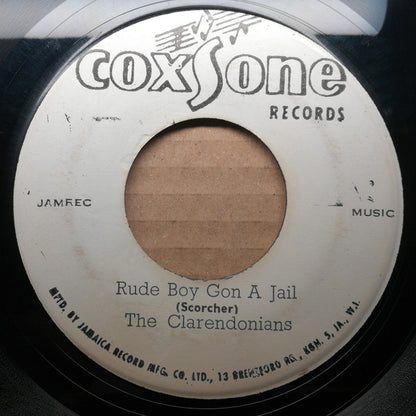 coxSone
RECORDS
JAMREC
MUSIC
Rude Boy Gon A Jail
(Scorcher)
The Clarendonians
MFTD. BY JAMAICA RECORD MFG. CO. LTD., 13 BRENSBORO RD., KGN. 5, JA., W.I.